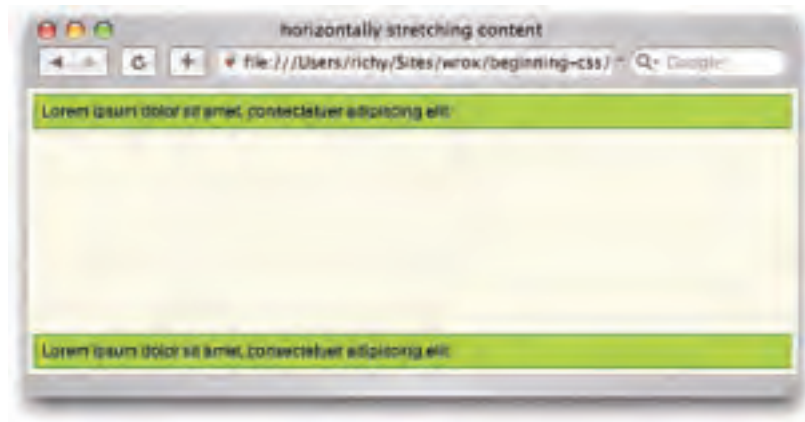 horizontally stretching content
file:///Users/richy/Sites/wrox/beginning-css/
Google
Lorem ipsum dolor sit amet, consectetuer adipiscing elit
Lorem ipsum dolor sit amet, consectetuer adipiscing elit